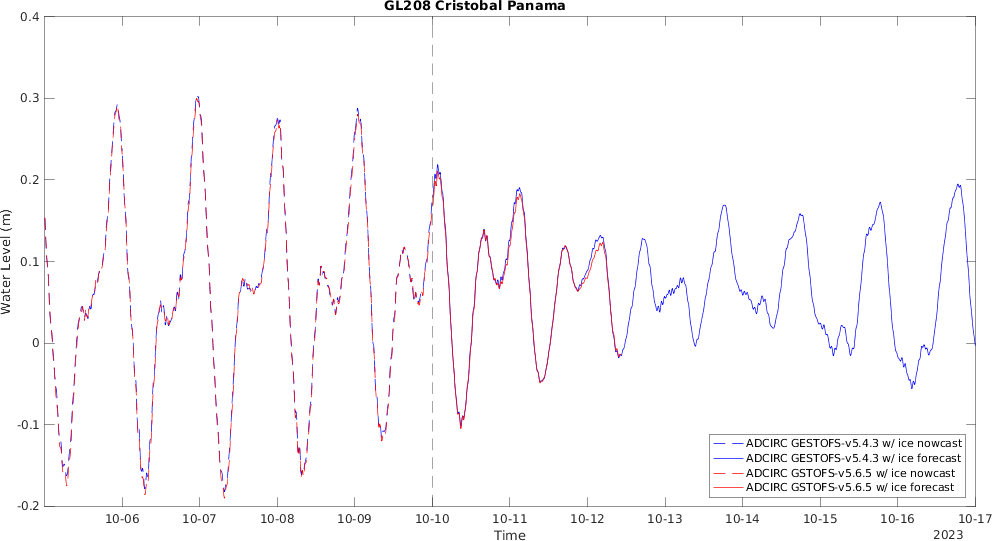 GL208 Cristobal Panama
Water Level (m)
0.4
0.3
0.2
0.1
0
-0.1
-0.2
ADCIRC GESTOFS-v5.4.3 w/ ice nowcast
ADCIRC GESTOFS-v5.4.3 w/ ice forecast
ADCIRC GSTOFS-v5.6.5 w/ ice nowcast
ADCIRC GSTOFS-v5.6.5 w/ ice forecast
10-06 10-07 10-08 10-09 10-10 10-11 10-12 10-13 10-14 10-15 10-16 10-17
Time
2023